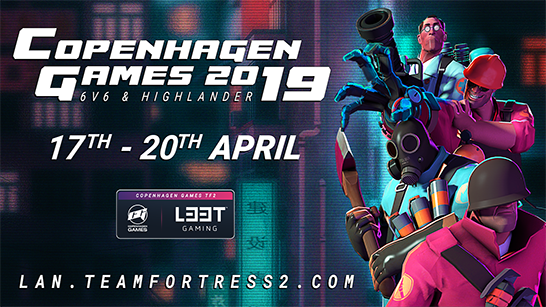 COPENHAGEN
GAMES 2019
6V6 & HIGHLANDER
17TH - 20TH APRIL
COPENHAGEN GAMES TF2
GAMES
L33T
GAMING
LAN.TEAMFORTRESS2.COM